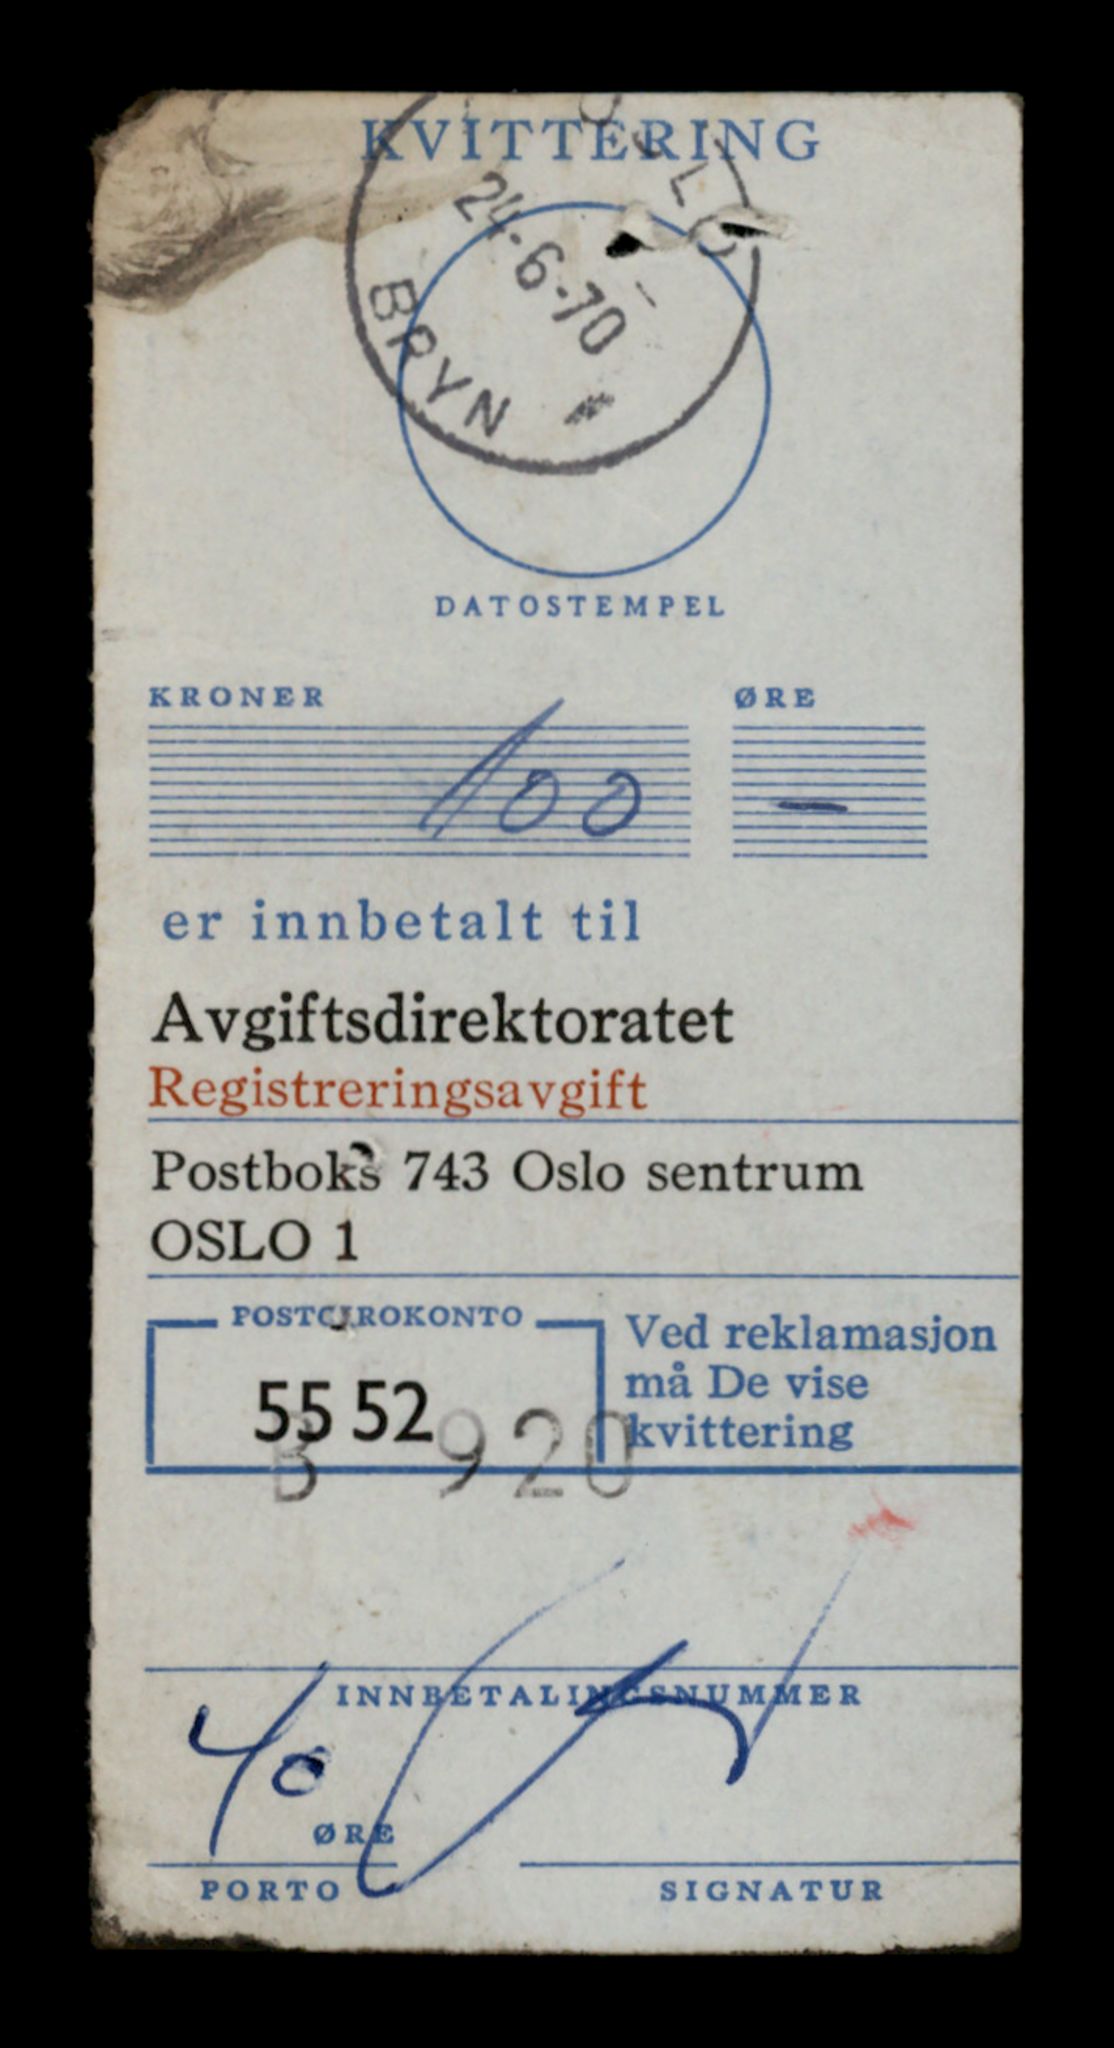 KVITTERING
OSLO
24-6-70
BRYN
DATOSTEMPEL
KRONER ØRE
100 —
er innbetalt til
Avgiftsdirektoratet
Registreringsavgift
Postboks 743 Oslo sentrum
OSLO 1
POSTGIROKONTO
55 52
Ved reklamasjon
må De vise
kvittering
B 920
INNBETALINGSNUMMER
40 ØRE
PORTO SIGNATUR